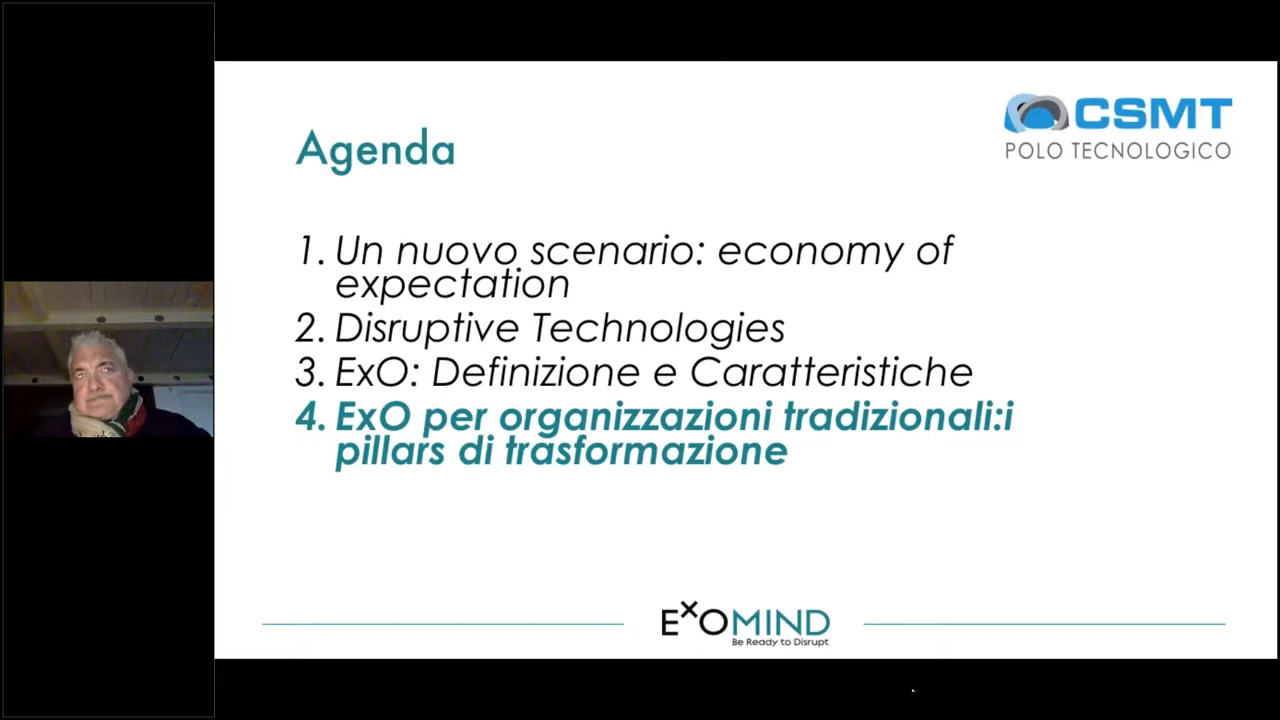 CSMT
POLO TECNOLOGICO
Agenda
1. Un nuovo scenario: economy of
expectation
2. Disruptive Technologies
3. ExO: Definizione e Caratteristiche
4. ExO per organizzazioni tradizionali:i
pillars di trasformazione
EXOMIND
Be Ready to Disrupt